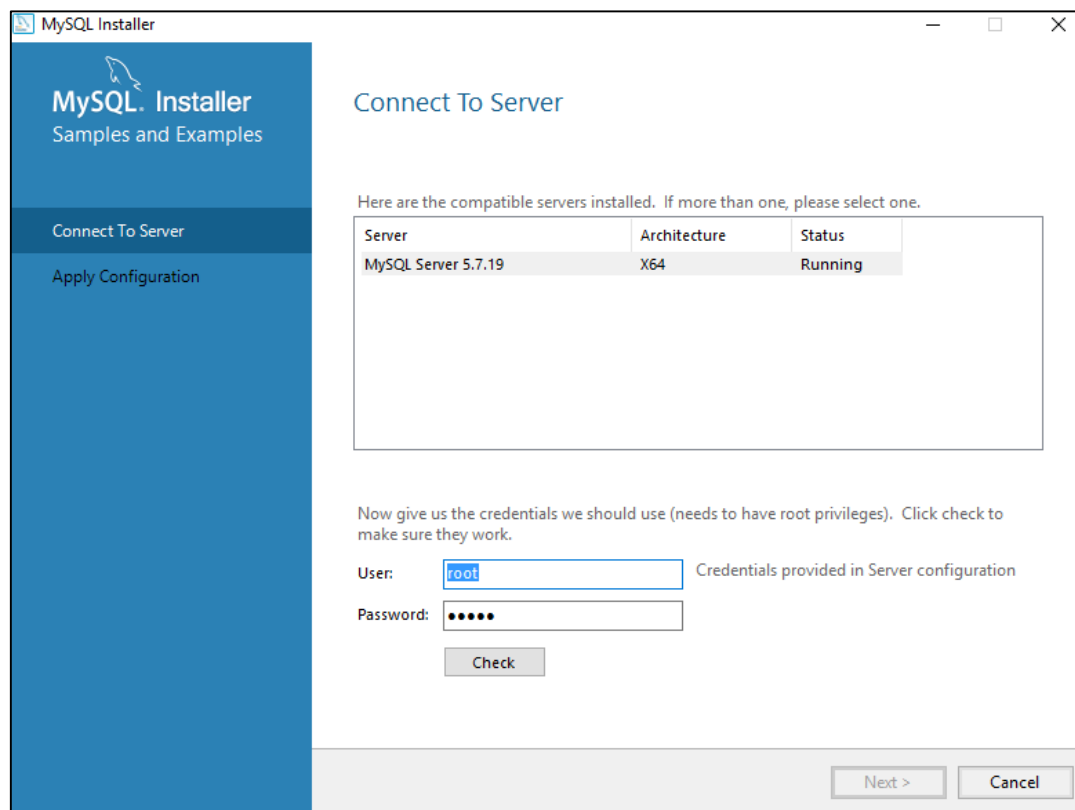 MySQL Installer
MySQL. Installer
Samples and Examples
Connect To Server
Apply Configuration
Connect To Server
Here are the compatible servers installed. If more than one, please select one.
Server Architecture Status
MySQL Server 5.7.19 X64 Running
Now give us the credentials we should use (needs to have root privileges). Click check to
make sure they work.
User: root Credentials provided in Server configuration
Password: •••••
Check
Next > Cancel